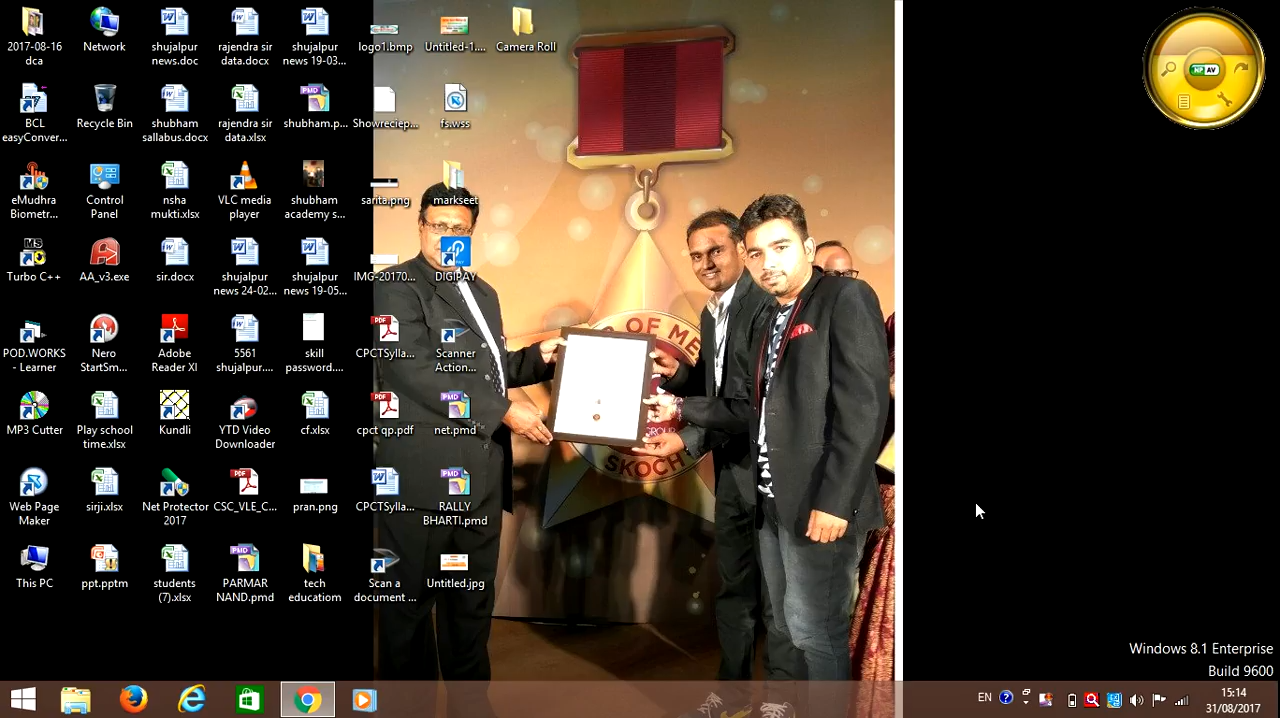 2017-08-16
dca
Network
shujalpur
news.doc
rajendra sir
data.docx
shujalpur
news 19-03...
logo1.bmp
Untitled-1....
Camera Roll
BCL
easyConver...
Recycle Bin
shubham
sallabus.docx
rajendra sir
data.xlsx
shubham.p...
Showreciep...
fs.wss
eMudhra
Biometr...
Control
Panel
nsha
mukti.xlsx
VLC media
player
shubham
academy s...
sarita.png
markseet
Turbo C++
AA_v3.exe
sir.docx
shujalpur
news 24-02...
shujalpur
news 19-05...
IMG-20170...
DIGIPAY
POD.WORKS
- Learner
Nero
StartSm...
Adobe
Reader XI
5561
shujalpur....
skill
password....
CPCTSylla...
Scanner
Action...
MP3 Cutter
Play school
time.xlsx
Kundli
YTD Video
Downloader
cf.xlsx
cpct qp.pdf
net.pmd
Web Page
Maker
sirji.xlsx
Net Protector
2017
CSC_VLE_C...
pran.png
CPCTSylla...
RALLY
BHARTI.pmd
This PC
ppt.pptm
students
(7).xlsx
PARMAR
NAND.pmd
tech
educatiom
Scan a
document ...
Untitled.jpg
OF ME
GROUP
SKOCH
NP AV
Windows 8.1 Enterprise
Build 9600
EN
15:14
31/08/2017